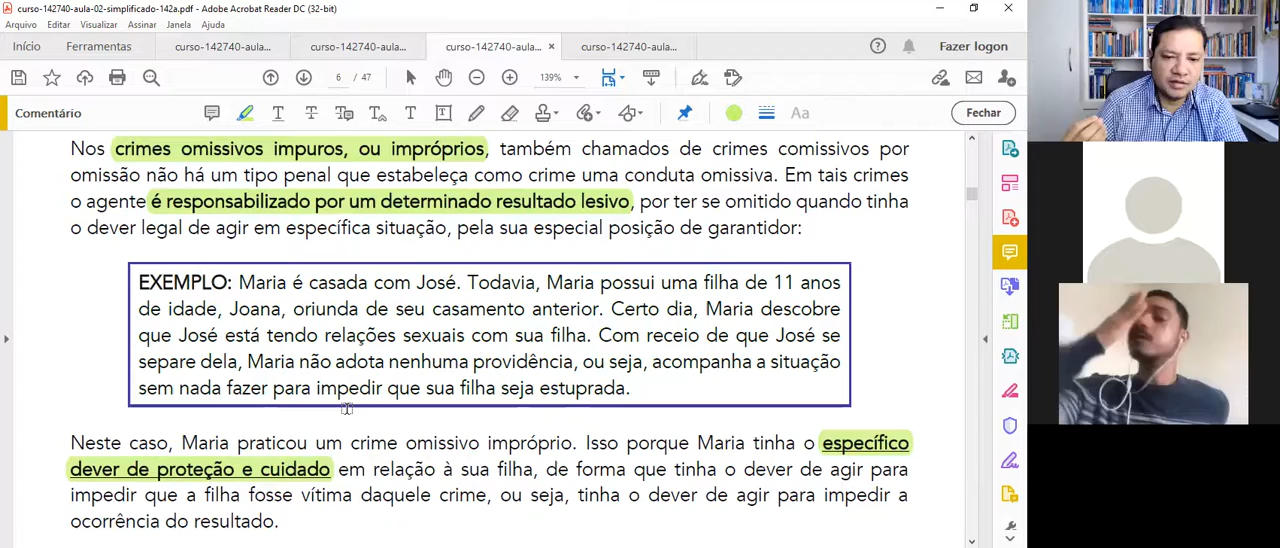 curso-142740-aula-02-simplificado-142a.pdf - Adobe Acrobat Reader DC (32-bit)
Arquivo Editar Visualizar Assinar Janela Ajuda
Início Ferramentas curso-142740-aula... curso-142740-aula... curso-142740-aul... × curso-142740-aula... Fazer logon
6 / 47 139%
Comentário Aa Fechar
Nos crimes omissivos impuros, ou impróprios, também chamados de crimes comissivos por
omissão não há um tipo penal que estabeleça como crime uma conduta omissiva. Em tais crimes
o agente é responsabilizado por um determinado resultado lesivo, por ter se omitido quando tinha
o dever legal de agir em específica situação, pela sua especial posição de garantidor:
EXEMPLO: Maria é casada com José. Todavia, Maria possui uma filha de 11 anos
de idade, Joana, oriunda de seu casamento anterior. Certo dia, Maria descobre
que José está tendo relações sexuais com sua filha. Com receio de que José se
separe dela, Maria não adota nenhuma providência, ou seja, acompanha a situação
sem nada fazer para impedir que sua filha seja estuprada.
Neste caso, Maria praticou um crime omissivo impróprio. Isso porque Maria tinha o específico
dever de proteção e cuidado em relação à sua filha, de forma que tinha o dever de agir para
impedir que a filha fosse vítima daquele crime, ou seja, tinha o dever de agir para impedir a
ocorrência do resultado.